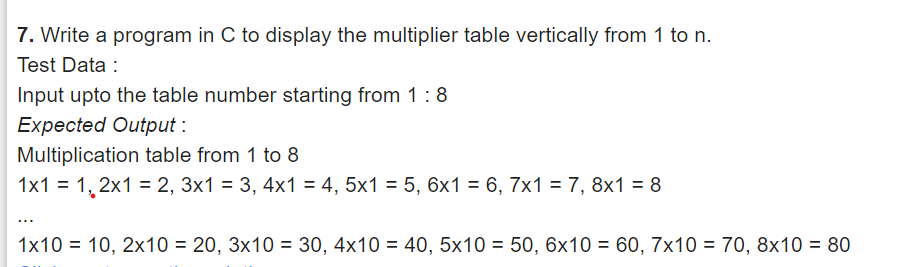 7. Write a program in C to display the multiplier table vertically from 1 to n.
Test Data :
Input upto the table number starting from 1 : 8
Expected Output :
Multiplication table from 1 to 8
1x1 = 1, 2x1 = 2, 3x1 = 3, 4x1 = 4, 5x1 = 5, 6x1 = 6, 7x1 = 7, 8x1 = 8
...
1x10 = 10, 2x10 = 20, 3x10 = 30, 4x10 = 40, 5x10 = 50, 6x10 = 60, 7x10 = 70, 8x10 = 80